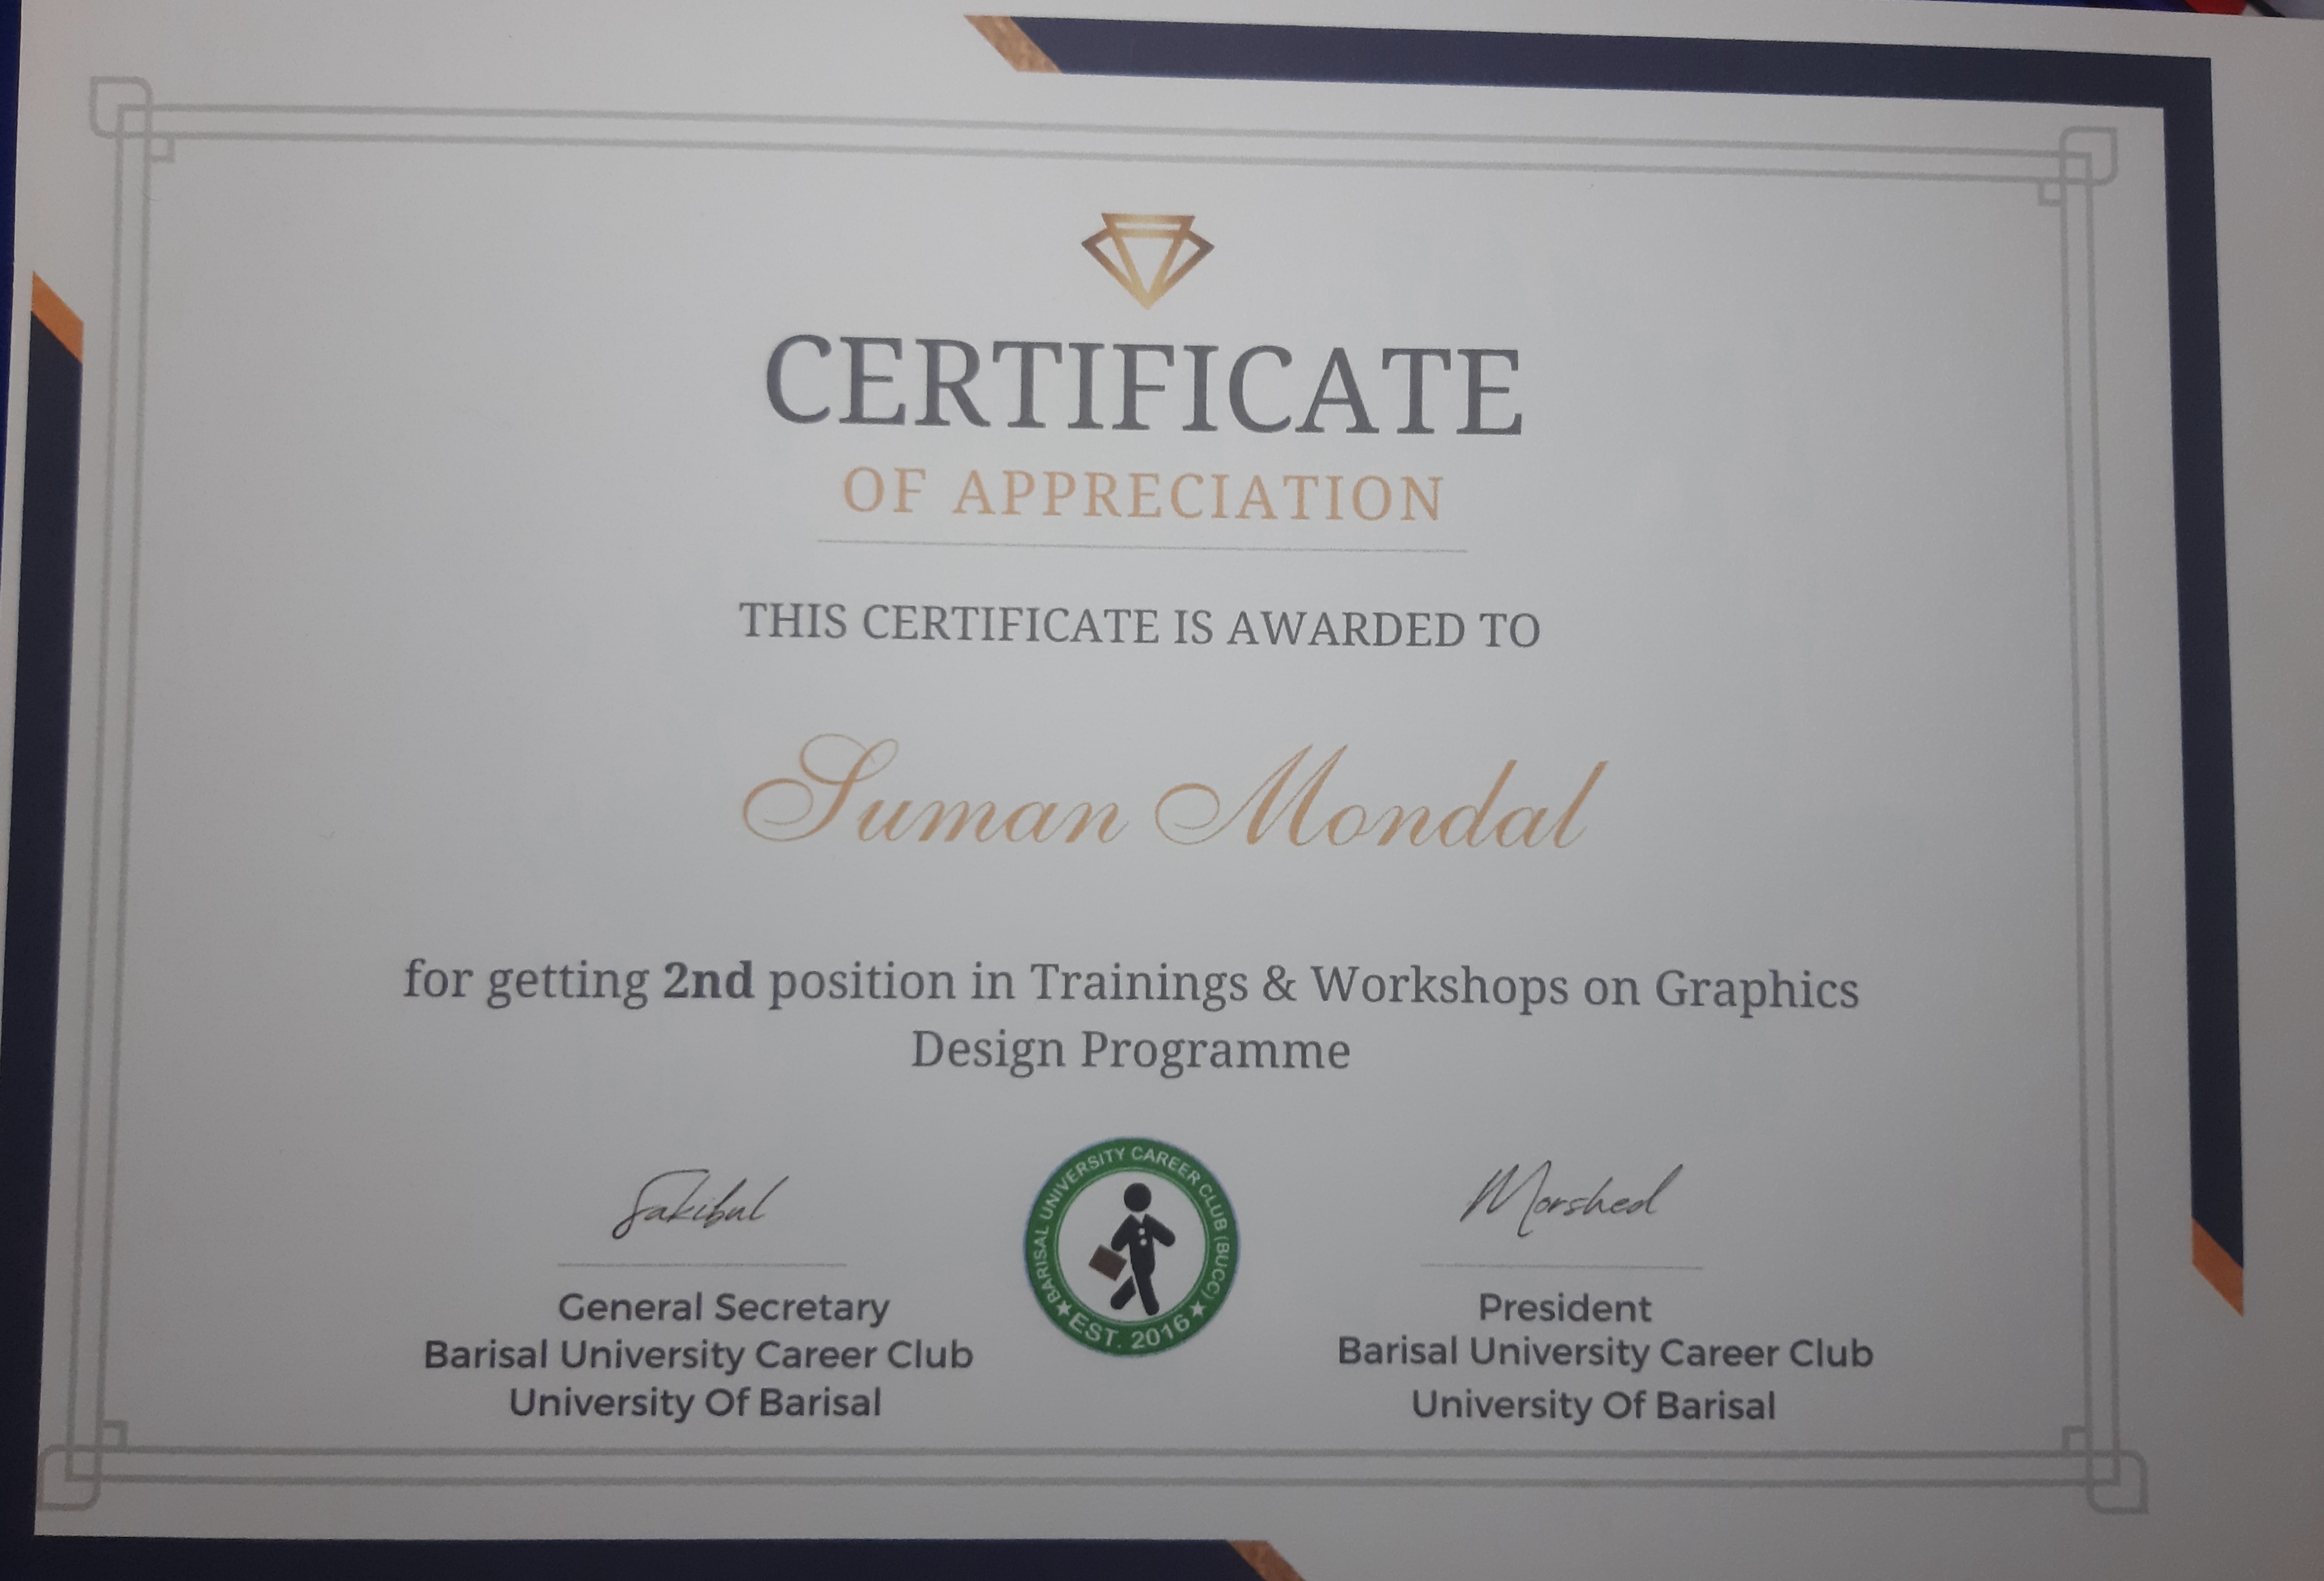 CERTIFICATE
OF APPRECIATION
THIS CERTIFICATE IS AWARDED TO
Suman Mondal
for getting 2nd position in Trainings & Workshops on Graphics
Design Programme
Sakibul
General Secretary
Barisal University Career Club
University Of Barisal
BARISAL UNIVERSITY CAREER CLUB (BUCC)
EST. 2016
Morshed
President
Barisal University Career Club
University Of Barisal